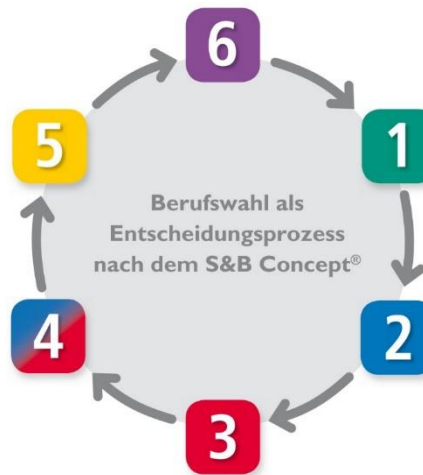 6
5
1
Berufswahl als
Entscheidungsprozess
nach dem S&B Concept®
4
2
3